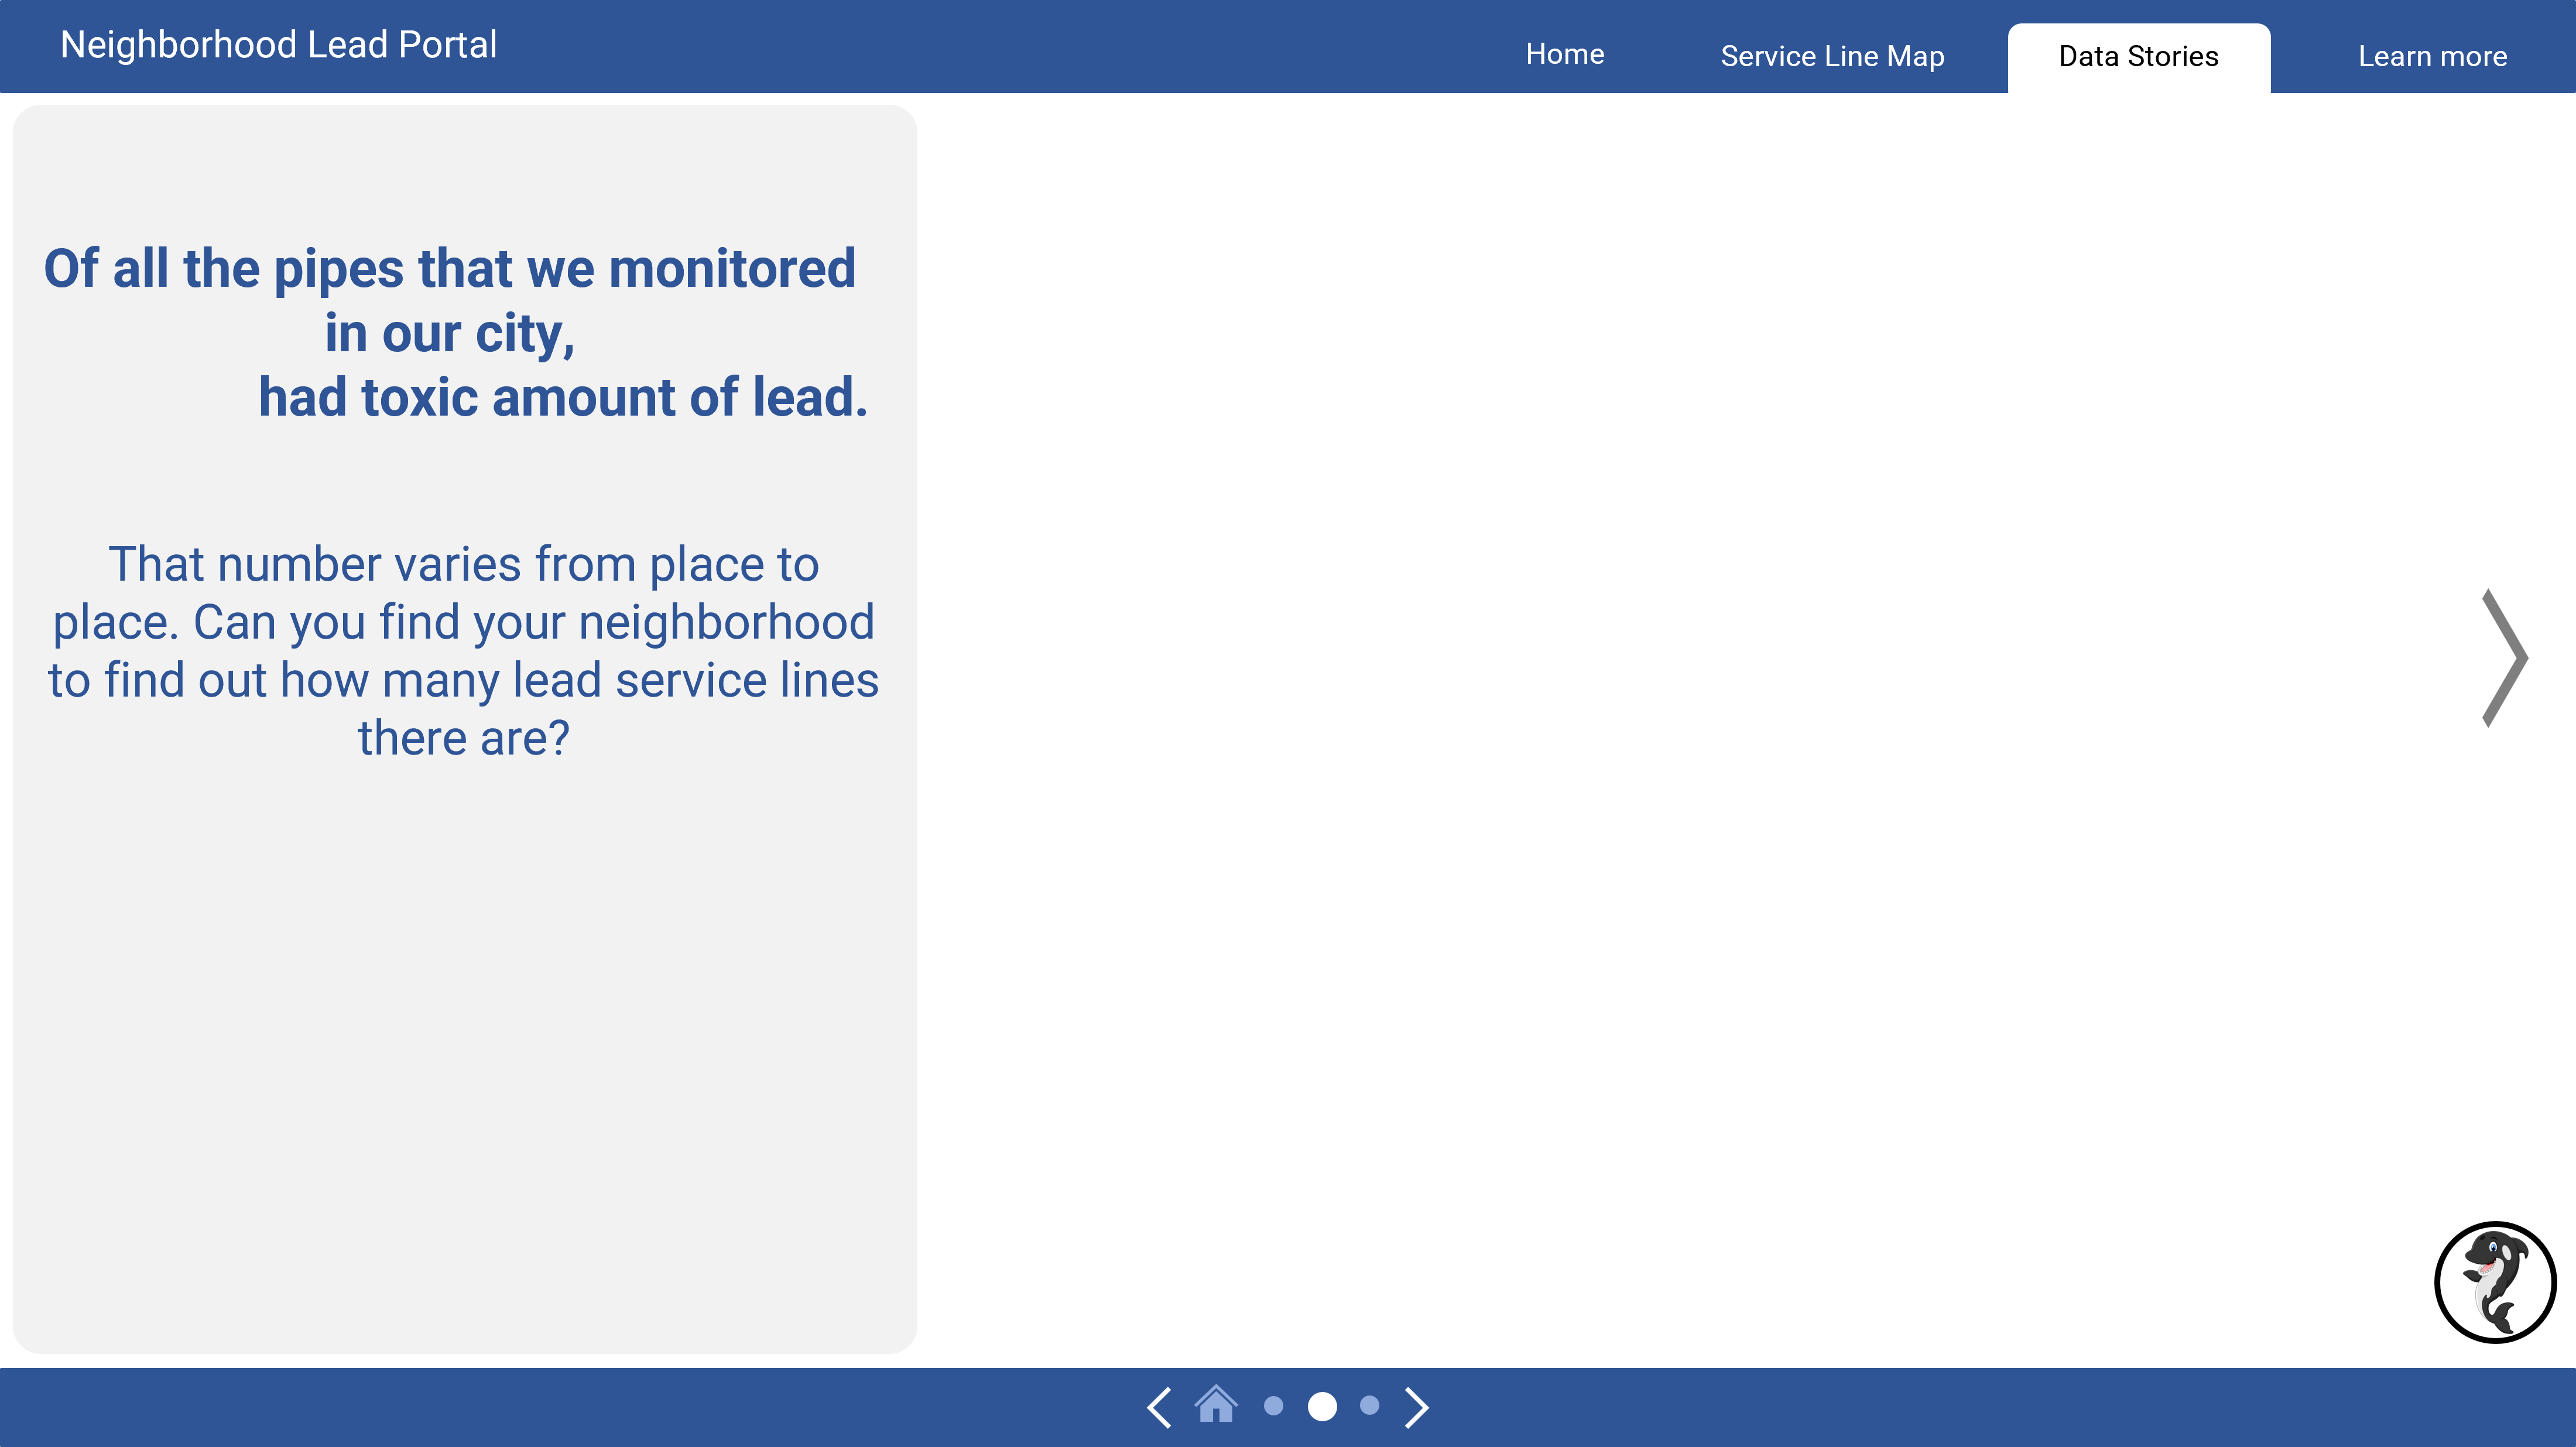 Neighborhood Lead Portal
Home
Service Line Map
Data Stories
Learn more
Of all the pipes that we monitored
in our city,
had toxic amount of lead.
That number varies from place to
place. Can you find your neighborhood
to find out how many lead service lines
there are?